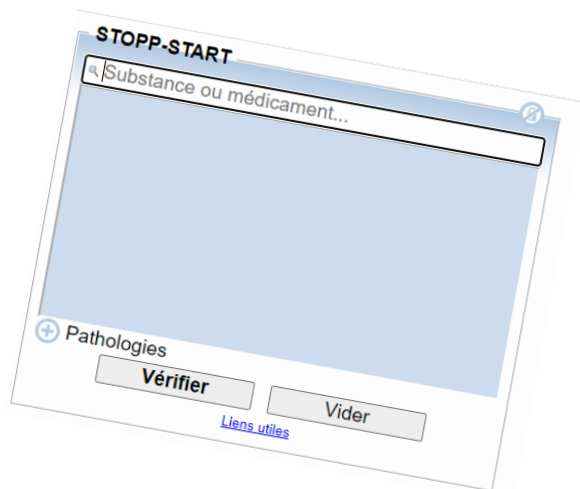 STOPP-START
Substance ou médicament...
Pathologies
Vérifier
Vider
Liens utiles